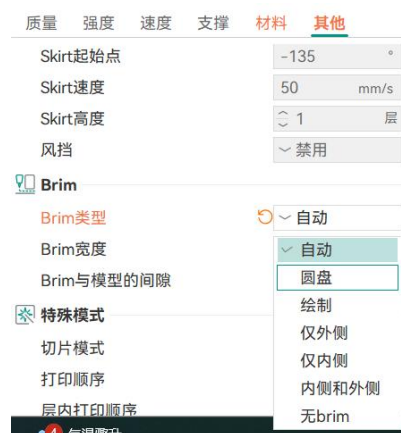 质量 强度 速度 支撑 材料 其他
Skirt起始点 -135 °
Skirt速度 50 mm/s
Skirt高度 1 层
风挡 禁用
Brim
Brim类型 自动
Brim宽度 自动
圆盘
Brim与模型的间隙
绘制
特殊模式
仅外侧
切片模式
仅内侧
打印顺序
内侧和外侧
层内打印顺序
无brim
4